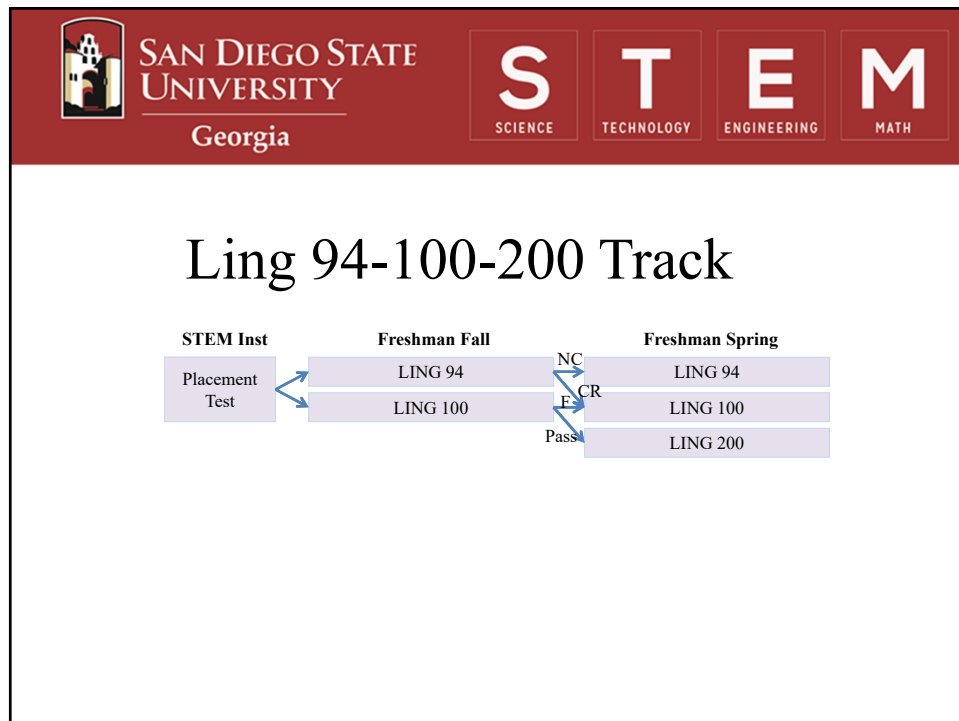 SAN DIEGO STATE
UNIVERSITY
Georgia
S
SCIENCE
T
TECHNOLOGY
E
ENGINEERING
M
MATH
Ling 94-100-200 Track
STEM Inst
Freshman Fall
Freshman Spring
Placement
Test
LING 94
LING 100
NC
CR
F
Pass
LING 94
LING 100
LING 200